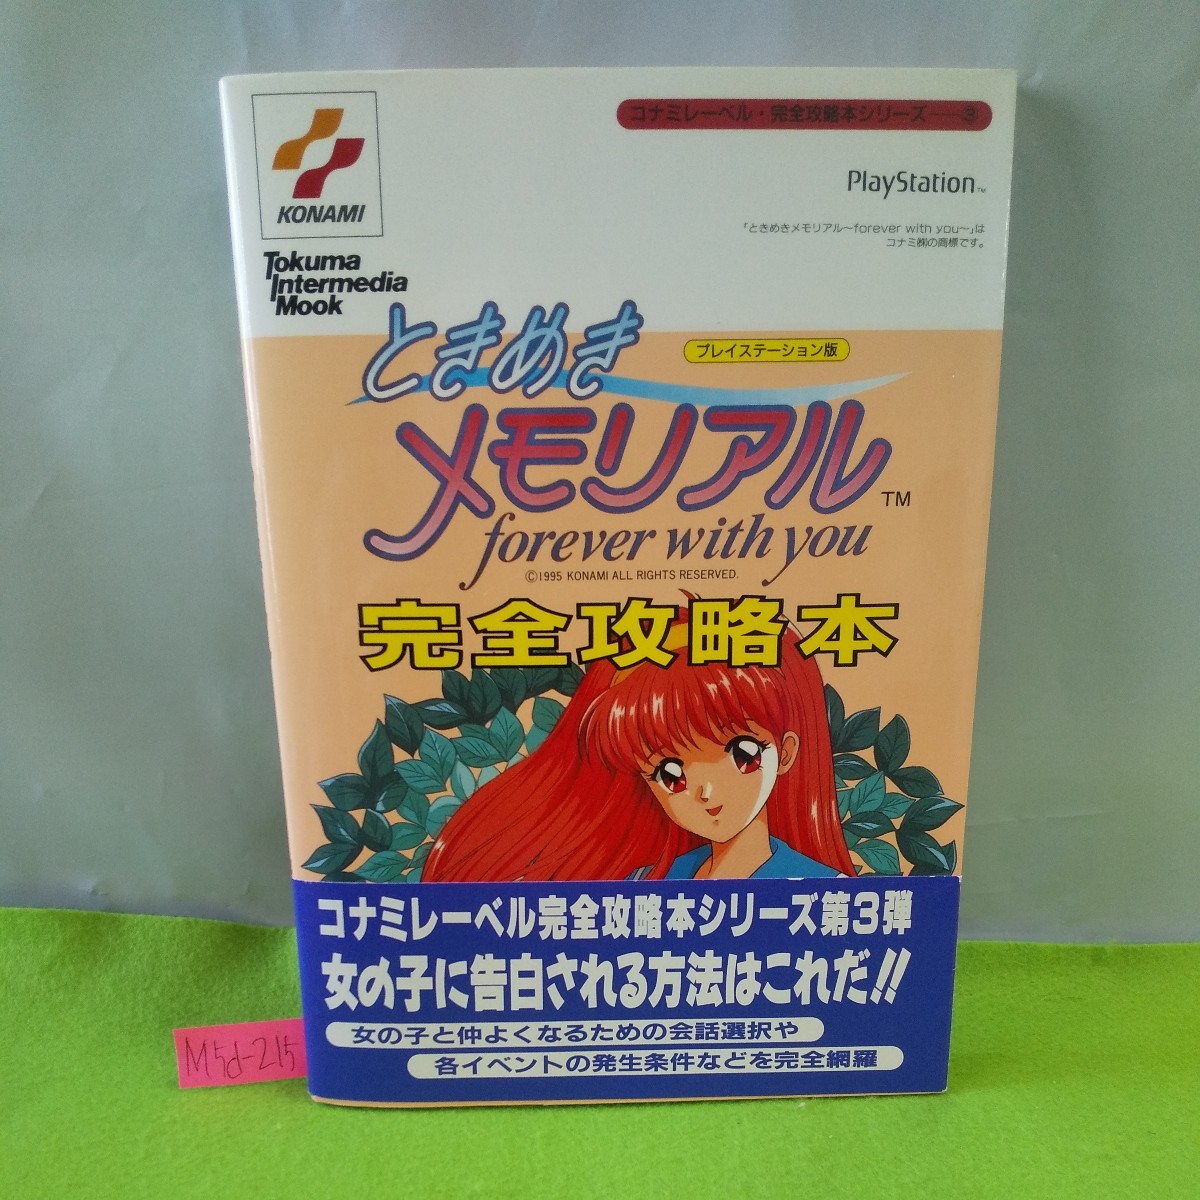 コナミレーベル・完全攻略本シリーズ――③
KONAMI
PlayStation™
「ときめきメモリアル～forever with you～」は
コナミ㈱の商標です。
Tokuma
Intermedia
Mook
ときめき
プレイステーション版
メモリアル™
forever with you
©1995 KONAMI ALL RIGHTS RESERVED.
完全攻略本
コナミレーベル完全攻略本シリーズ第3弾
女の子に告白される方法はこれだ!!
女の子と仲よくなるための会話選択や
各イベントの発生条件などを完全網羅
M5d-215